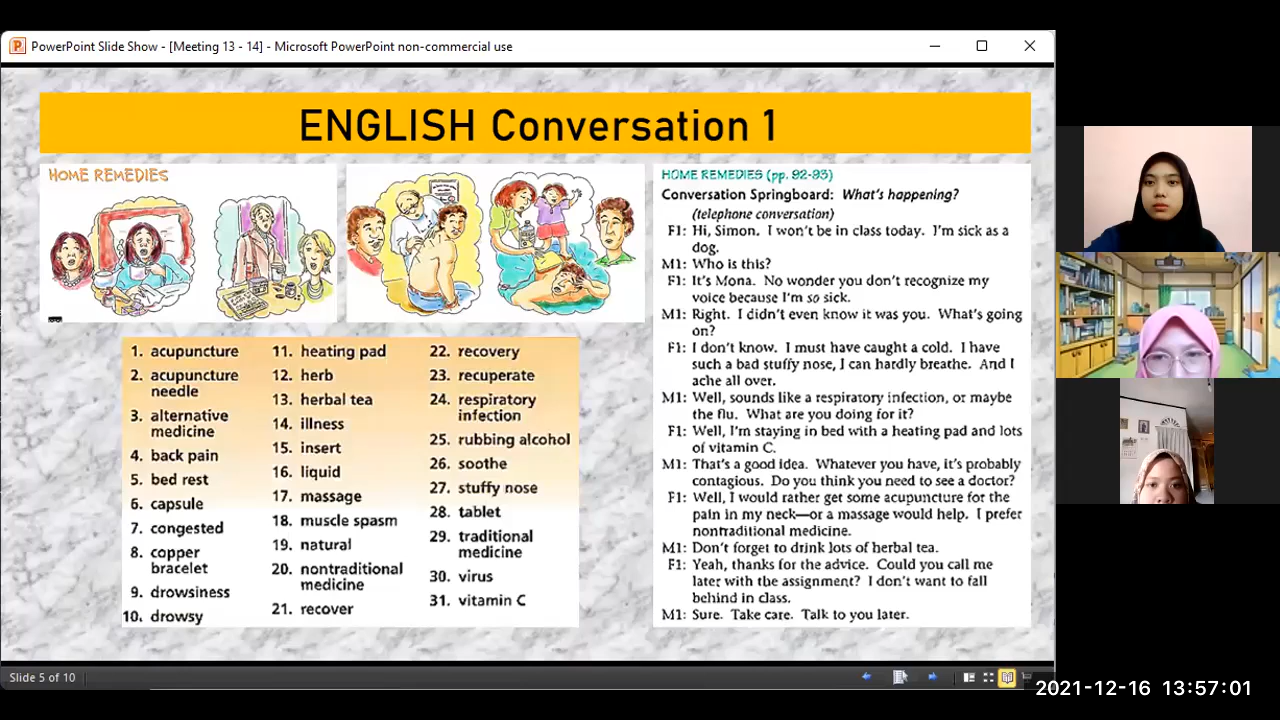 PowerPoint Slide Show - [Meeting 13 - 14] - Microsoft PowerPoint non-commercial use
ENGLISH Conversation 1
HOME REMEDIES
1. acupuncture
2. acupuncture
needle
3. alternative
medicine
4. back pain
5. bed rest
6. capsule
7. congested
8. copper
bracelet
9. drowsiness
10. drowsy
11. heating pad
12. herb
13. herbal tea
14. illness
15. insert
16. liquid
17. massage
18. muscle spasm
19. natural
20. nontraditional
medicine
21. recover
22. recovery
23. recuperate
24. respiratory
infection
25. rubbing alcohol
26. soothe
27. stuffy nose
28. tablet
29. traditional
medicine
30. virus
31. vitamin C
HOME REMEDIES (pp. 92-93)
Conversation Springboard: What's happening?
(telephone conversation)
F1: Hi, Simon. I won't be in class today. I'm sick as a
dog.
M1: Who is this?
F1: It's Mona. No wonder you don't recognize my
voice because I'm so sick.
M1: Right. I didn't even know it was you. What's going
on?
F1: I don't know. I must have caught a cold. I have
such a bad stuffy nose, I can hardly breathe. And I
ache all over.
M1: Well, sounds like a respiratory infection, or maybe
the flu. What are you doing for it?
F1: Well, I'm staying in bed with a heating pad and lots
of vitamin C.
M1: That's a good idea. Whatever you have, it's probably
contagious. Do you think you need to see a doctor?
F1: Well, I would rather get some acupuncture for the
pain in my neck—or a massage would help. I prefer
nontraditional medicine.
M1: Don't forget to drink lots of herbal tea.
F1: Yeah, thanks for the advice. Could you call me
later with the assignment? I don't want to fall
behind in class.
M1: Sure. Take care. Talk to you later.
Slide 5 of 10
2021-12-16 13:57:01